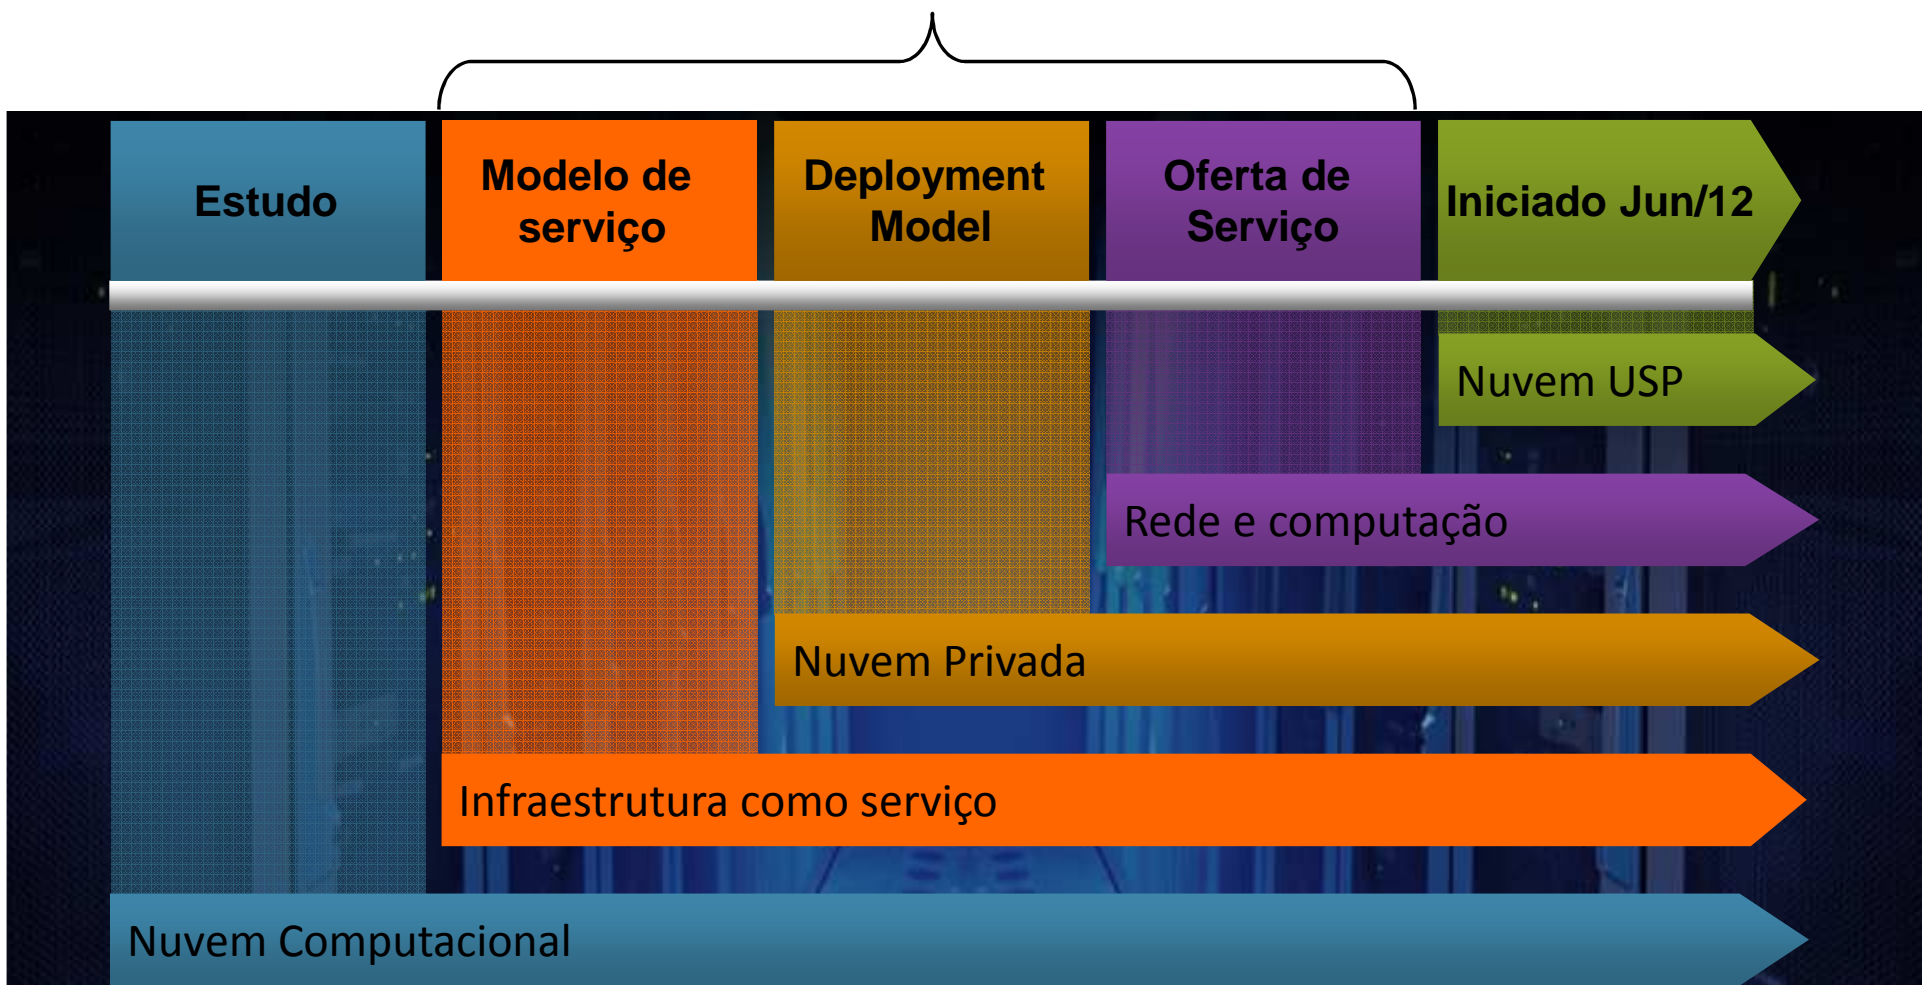 Estudo
Modelo de
serviço
Deployment
Model
Oferta de
Serviço
Iniciado Jun/12
Nuvem USP
Rede e computação
Nuvem Privada
Infraestrutura como serviço
Nuvem Computacional